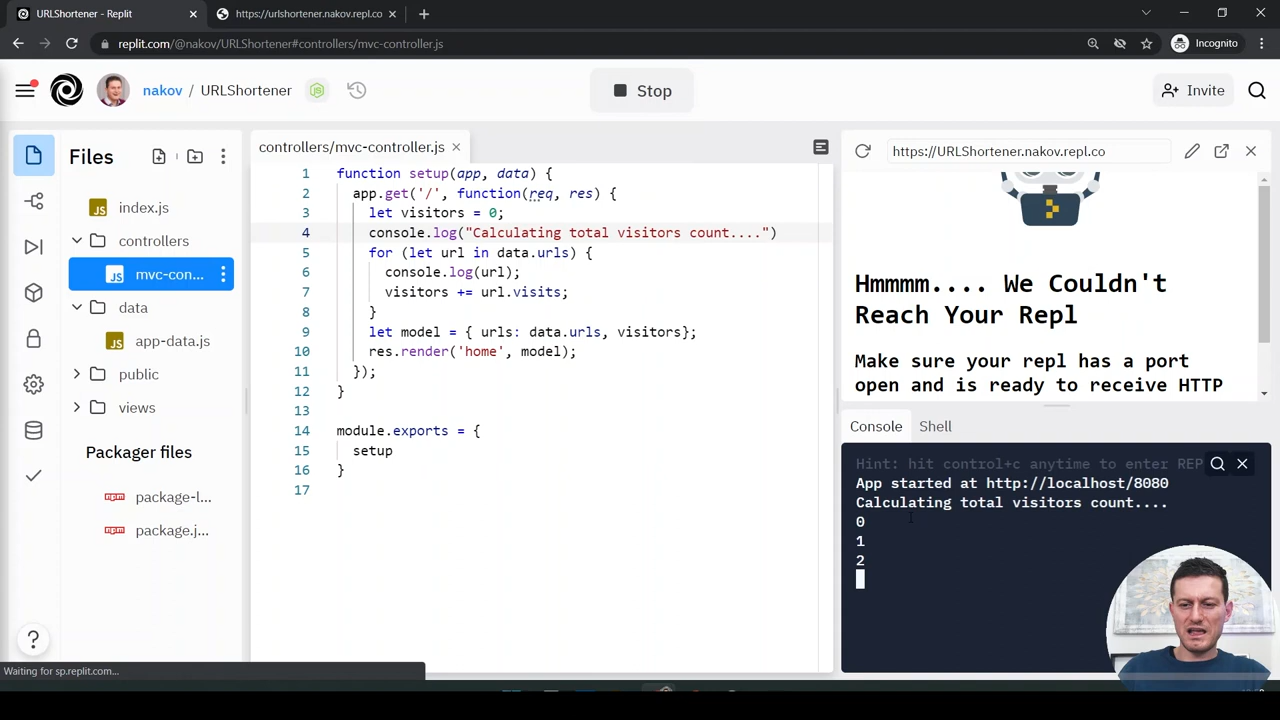 URLShortener - Replit
https://urlshortener.nakov.repl.co
replit.com/@nakov/URLShortener#controllers/mvc-controller.js
Incognito
nakov / URLShortener
Stop
Invite
Files
index.js
controllers
mvc-con...
data
app-data.js
public
views
Packager files
package-l...
package.j...
controllers/mvc-controller.js
1 function setup(app, data) {
2 app.get('/', function(req, res) {
3 let visitors = 0;
4 console.log("Calculating total visitors count....")
5 for (let url in data.urls) {
6 console.log(url);
7 visitors += url.visits;
8 }
9 let model = { urls: data.urls, visitors};
10 res.render('home', model);
11 });
12 }
13
14 module.exports = {
15 setup
16 }
17
https://URLShortener.nakov.repl.co
Hmmmm.... We Couldn't
Reach Your Repl
Make sure your repl has a port
open and is ready to receive HTTP
Console
Shell
Hint: hit control+c anytime to enter REP
App started at http://localhost/8080
Calculating total visitors count....
0
1
2
?
Waiting for sp.replit.com...